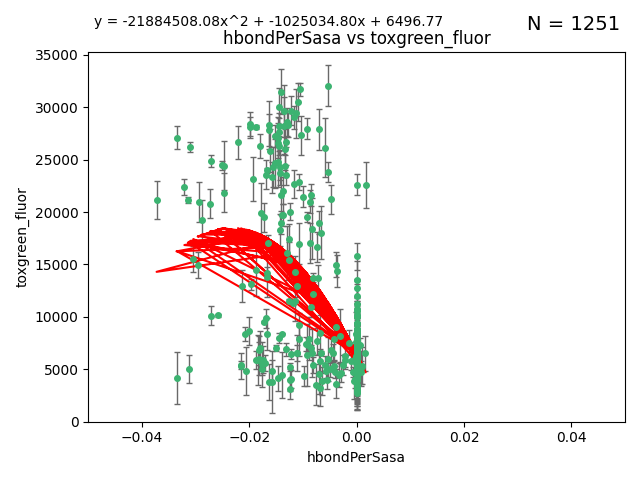 y = -21884508.08x^2 + -1025034.80x + 6496.77
N = 1251
hbondPerSasa vs toxgreen_fluor
35000
30000
25000
20000
15000
10000
5000
0
toxgreen_fluor
−0.04
−0.02
0.00
0.02
0.04
hbondPerSasa